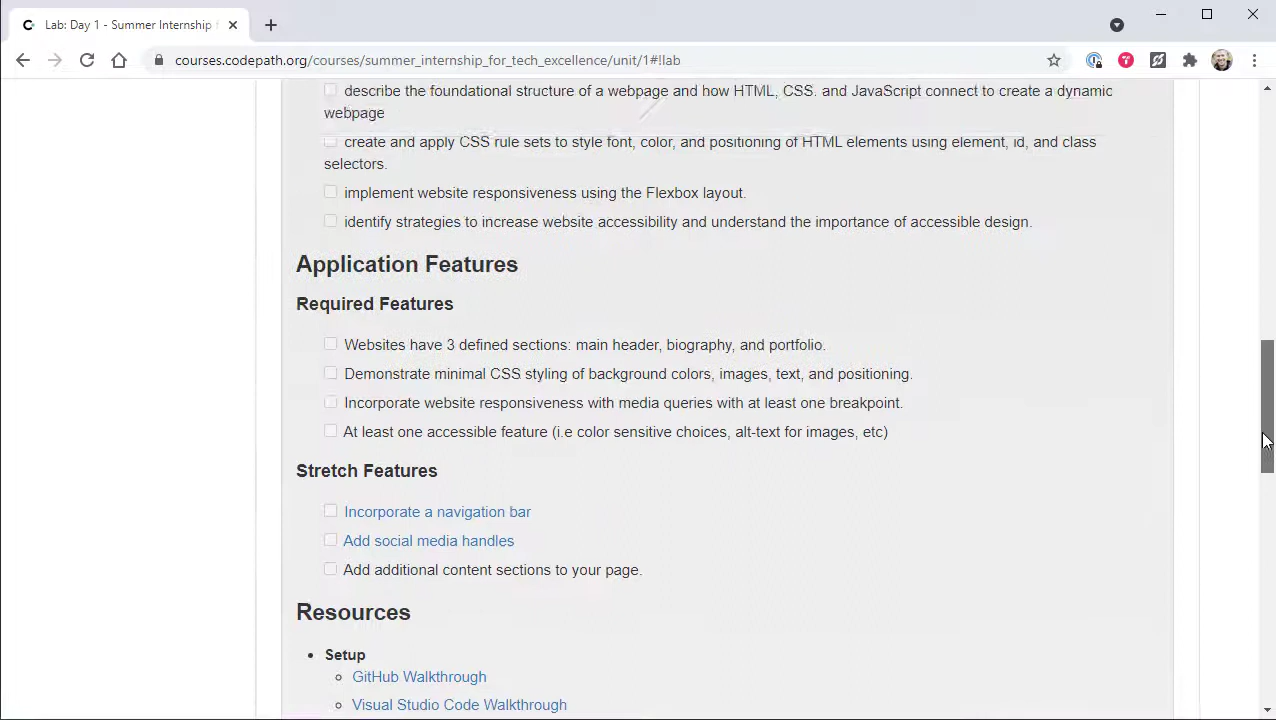 Lab: Day 1 - Summer Internship f
courses.codepath.org/courses/summer_internship_for_tech_excellence/unit/1#!lab
describe the foundational structure of a webpage and how HTML, CSS. and JavaScript connect to create a dynamic
webpage
create and apply CSS rule sets to style font, color, and positioning of HTML elements using element, id, and class
selectors.
implement website responsiveness using the Flexbox layout.
identify strategies to increase website accessibility and understand the importance of accessible design.
Application Features
Required Features
Websites have 3 defined sections: main header, biography, and portfolio.
Demonstrate minimal CSS styling of background colors, images, text, and positioning.
Incorporate website responsiveness with media queries with at least one breakpoint.
At least one accessible feature (i.e color sensitive choices, alt-text for images, etc)
Stretch Features
Incorporate a navigation bar
Add social media handles
Add additional content sections to your page.
Resources
Setup
GitHub Walkthrough
Visual Studio Code Walkthrough